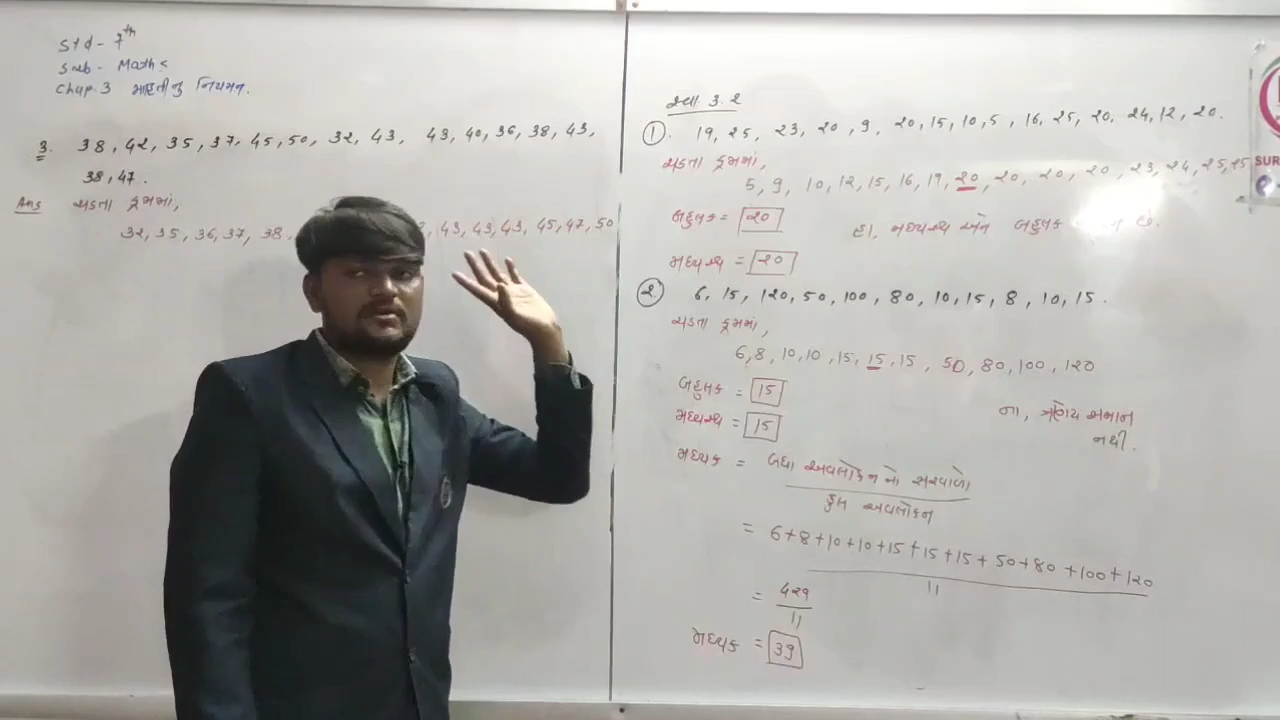 Std - 7th
Sub - Maths
Chap. 3 માહિતીનું નિયમન.
3. 38, 42, 35, 37, 45, 50, 32, 43, 43, 40, 36, 38, 43,
38, 47.
Ans ચડતા ક્રમમાં,
32, 35, 36, 37, 38, 43, 43, 43, 45, 47, 50
સ્વા 3.2
1. 19, 25, 23, 20, 9, 20, 15, 10, 5, 16, 25, 20, 24, 12, 20.
ચડતા ક્રમમાં,
5, 9, 10, 12, 15, 16, 19, 20, 20, 20, 20, 23, 24, 25, 25
બહુલક = 20
હા. મધ્યસ્થ અને બહુલક છે.
મધ્યસ્થ = 20
2 6, 15, 120, 50, 100, 80, 10, 15, 8, 10, 15.
ચડતા ક્રમમાં,
6, 8, 10, 10, 15, 15, 15, 50, 80, 100, 120
બહુલક = 15
મધ્યસ્થ = 15
ના, ત્રણેય સમાન
નથી.
મધ્યક = બધા અવલોકનનો સરવાળો
કુલ અવલોકન
= 6+8+10+10+15+15+15+50+80+100+120
11
= 429
11
મધ્યક = 39
SUR